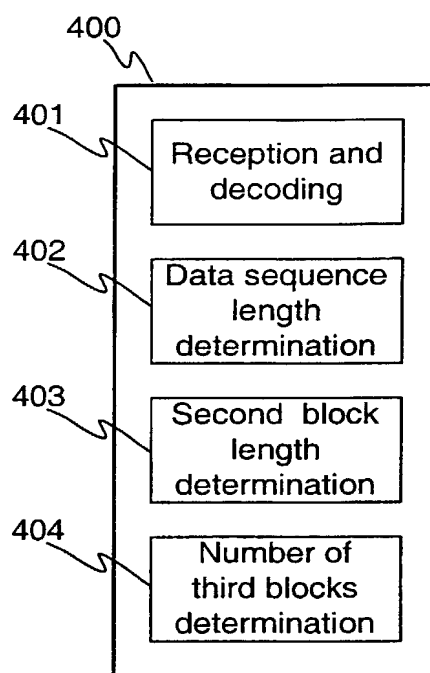 400
401
Reception and
decoding
402
Data sequence
length
determination
403
Second block
length
determination
404
Number of
third blocks
determination